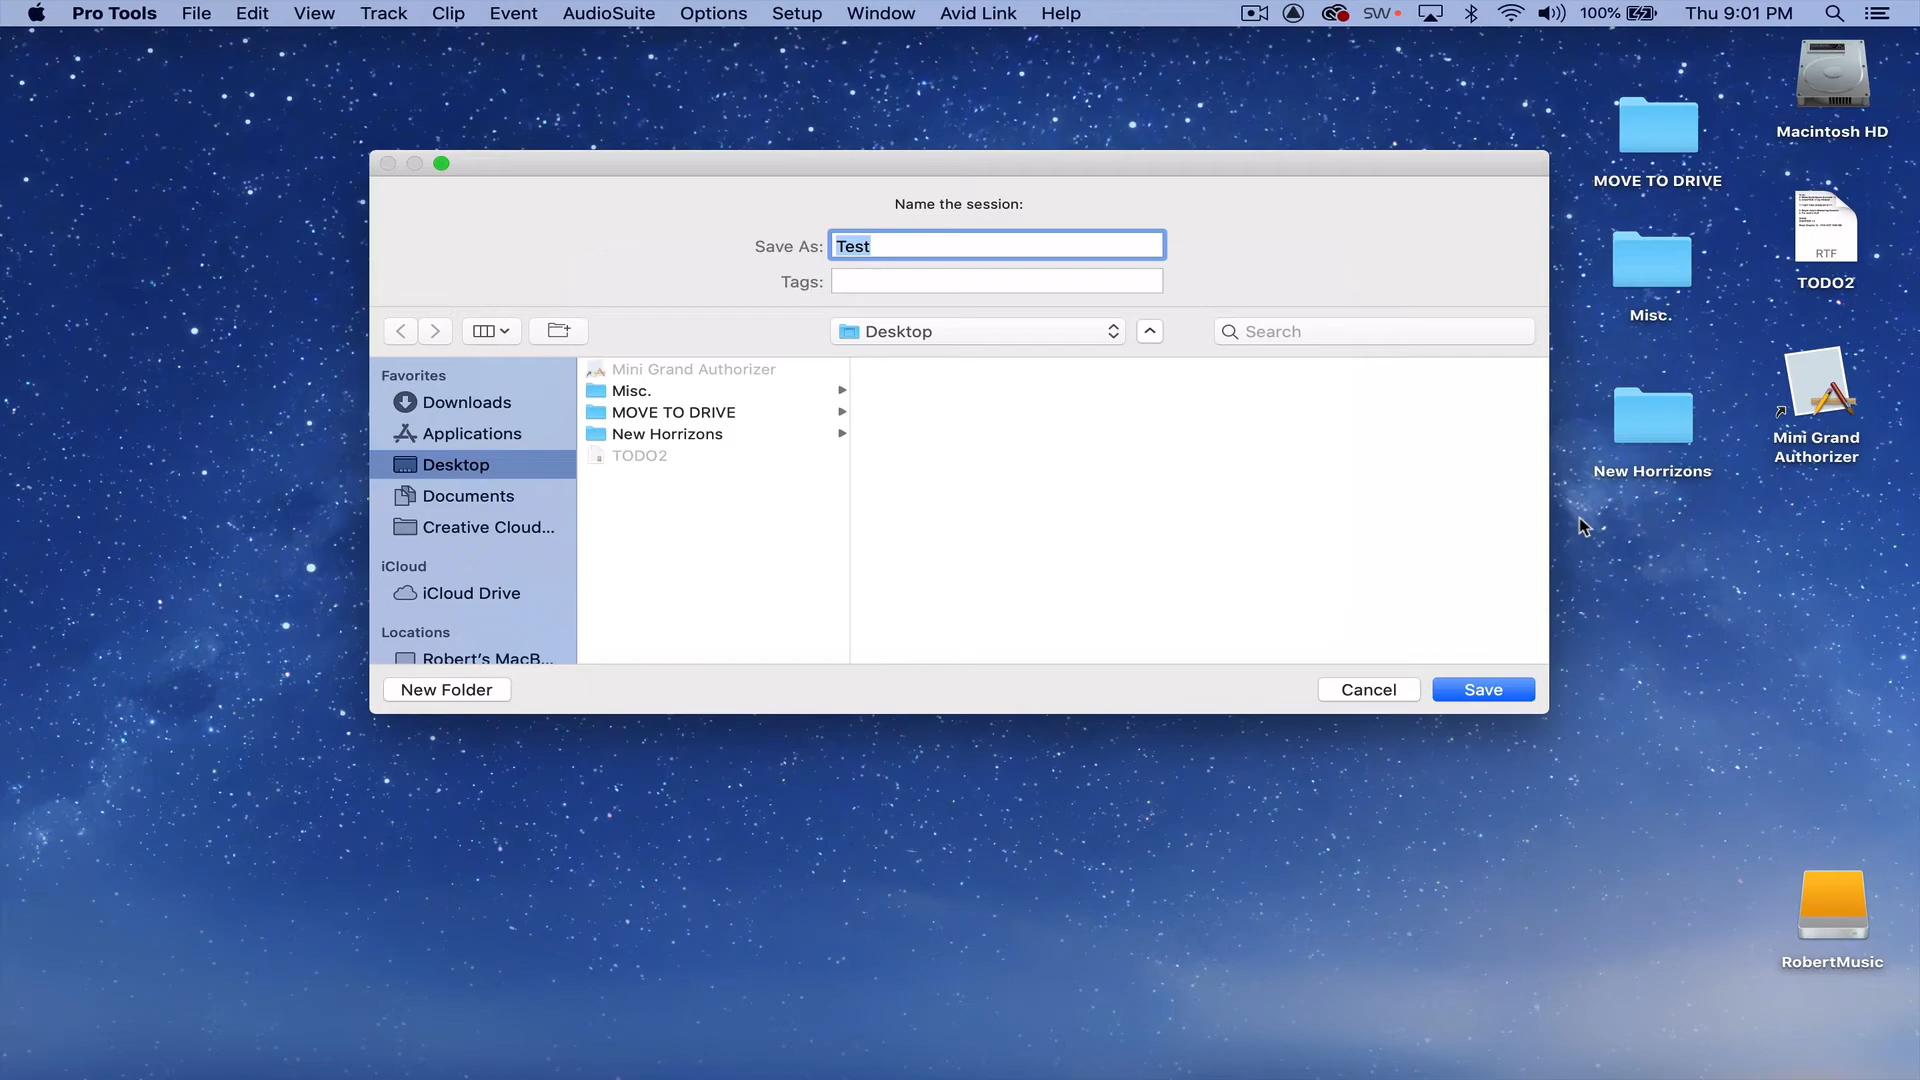 Pro Tools File Edit View Track Clip Event AudioSuite Options Setup Window Avid Link Help SW 100% Thu 9:01 PM
Macintosh HD
MOVE TO DRIVE
RTF
TODO2
Misc.
Mini Grand
Authorizer
New Horrizons
RobertMusic
Name the session:
Save As: Test
Tags:
Desktop
Search
Favorites
Downloads
Applications
Desktop
Documents
Creative Cloud...
iCloud
iCloud Drive
Locations
Robert's MacB...
Mini Grand Authorizer
Misc.
MOVE TO DRIVE
New Horrizons
TODO2
New Folder
Cancel
Save